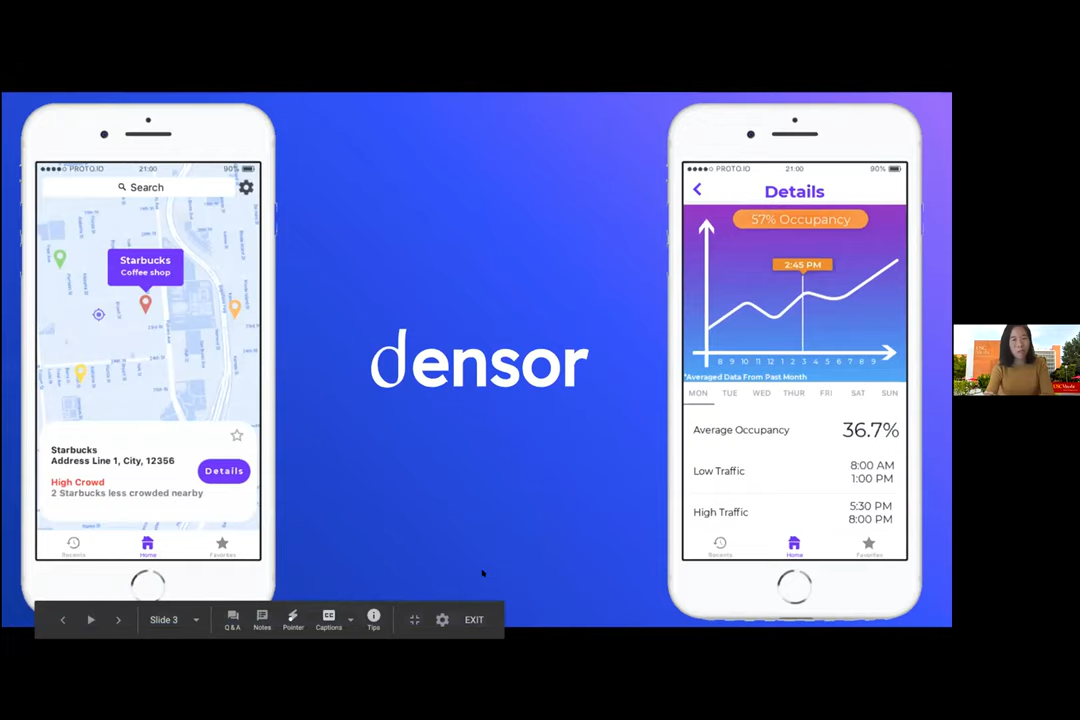 PROTO.IO
21:00
90%
Search
Starbucks
Coffee shop
Starbucks
Address Line 1, City, 12356
High Crowd
2 Starbucks less crowded nearby
Details
Recents
Home
Favorites
densor
PROTO.IO
21:00
90%
Details
57% Occupancy
2:45 PM
8 9 10 11 12 1 2 3 4 5 6 7 8 9
*Averaged Data From Past Month
MON TUE WED THUR FRI SAT SUN
Average Occupancy 36.7%
Low Traffic 8:00 AM
1:00 PM
High Traffic 5:30 PM
8:00 PM
Recents
Home
Favorites
Slide 3
Q & A
Notes
Pointer
CC
Captions
Tips
EXIT